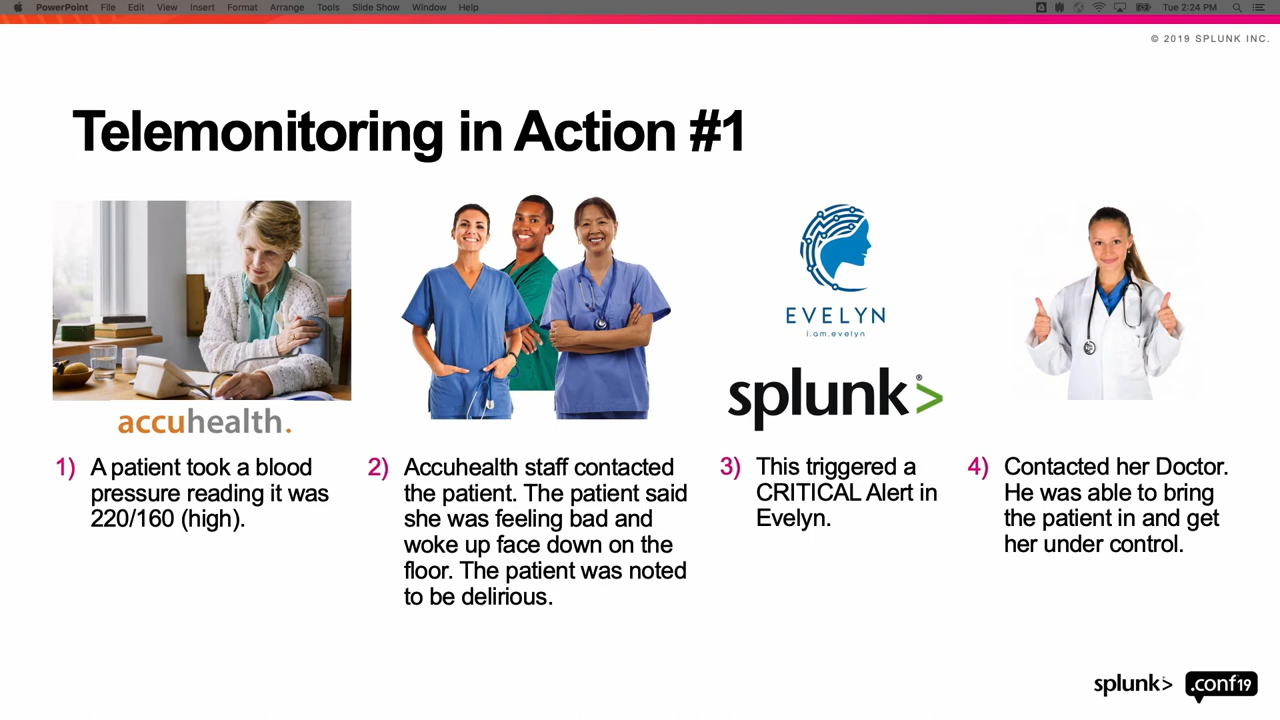 PowerPoint File Edit View Insert Format Arrange Tools Slide Show Window Help Tue 2:24 PM
© 2019 SPLUNK INC.
Telemonitoring in Action #1
EVELYN
i.am.evelyn
splunk>®
accuhealth.
1) A patient took a blood
pressure reading it was
220/160 (high).
2) Accuhealth staff contacted
the patient. The patient said
she was feeling bad and
woke up face down on the
floor. The patient was noted
to be delirious.
3) This triggered a
CRITICAL Alert in
Evelyn.
4) Contacted her Doctor.
He was able to bring
the patient in and get
her under control.
splunk> .conf19